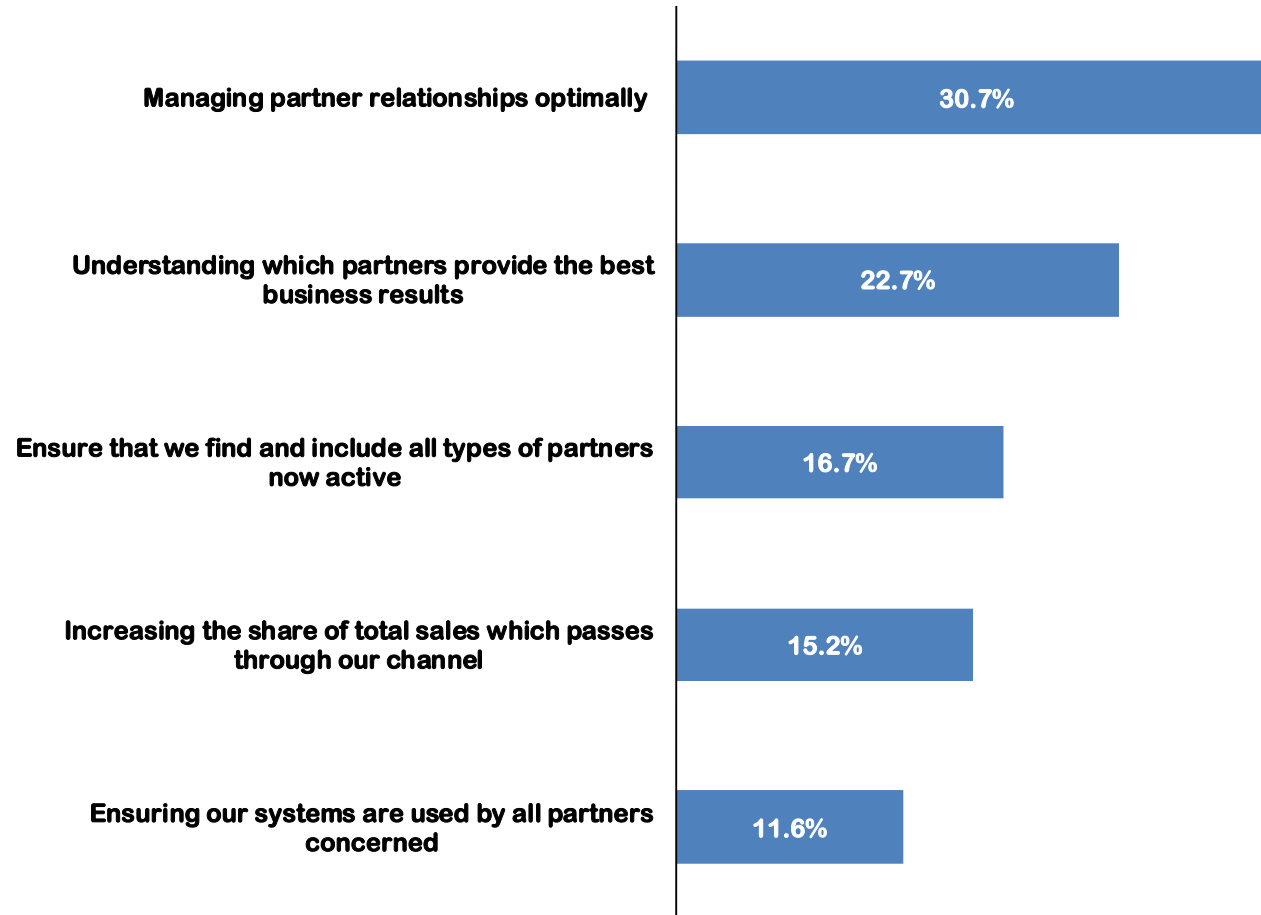 Managing partner relationships optimally
30.7%
Understanding which partners provide the best
business results
22.7%
Ensure that we find and include all types of partners
now active
16.7%
Increasing the share of total sales which passes
through our channel
15.2%
Ensuring our systems are used by all partners
concerned
11.6%